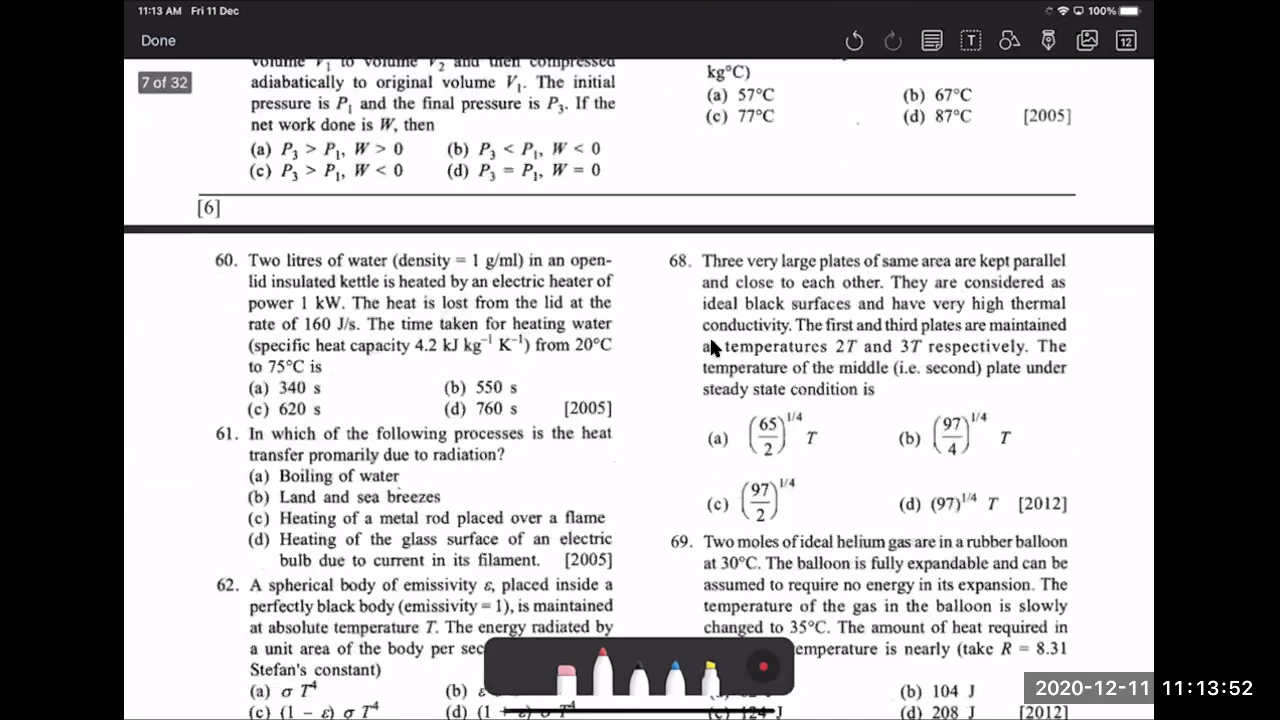 11:13 AM Fri 11 Dec
100%
Done
T
12
7 of 32
volume V₁ to volume V₂ and then compressed
adiabatically to original volume V₁. The initial
pressure is P₁ and the final pressure is P₃. If the
net work done is W, then
(a) P₃ > P₁, W > 0 (b) P₃ < P₁, W < 0
(c) P₃ > P₁, W < 0 (d) P₃ = P₁, W = 0
kg°C)
(a) 57°C (b) 67°C
(c) 77°C (d) 87°C [2005]
[6]
60. Two litres of water (density = 1 g/ml) in an open-
lid insulated kettle is heated by an electric heater of
power 1 kW. The heat is lost from the lid at the
rate of 160 J/s. The time taken for heating water
(specific heat capacity 4.2 kJ kg⁻¹ K⁻¹) from 20°C
to 75°C is
(a) 340 s (b) 550 s
(c) 620 s (d) 760 s [2005]
61. In which of the following processes is the heat
transfer promarily due to radiation?
(a) Boiling of water
(b) Land and sea breezes
(c) Heating of a metal rod placed over a flame
(d) Heating of the glass surface of an electric
bulb due to current in its filament. [2005]
62. A spherical body of emissivity ε, placed inside a
perfectly black body (emissivity = 1), is maintained
at absolute temperature T. The energy radiated by
a unit area of the body per sec
Stefan's constant)
(a) σ T⁴ (b) ε
(c) (1 − ε) σ T⁴ (d) (1 + ε) σ T⁴
68. Three very large plates of same area are kept parallel
and close to each other. They are considered as
ideal black surfaces and have very high thermal
conductivity. The first and third plates are maintained
a temperatures 2T and 3T respectively. The
temperature of the middle (i.e. second) plate under
steady state condition is
(a) (65/2)^1/4 T (b) (97/4)^1/4 T
(c) (97/2)^1/4 (d) (97)^1/4 T [2012]
69. Two moles of ideal helium gas are in a rubber balloon
at 30°C. The balloon is fully expandable and can be
assumed to require no energy in its expansion. The
temperature of the gas in the balloon is slowly
changed to 35°C. The amount of heat required in
emperature is nearly (take R = 8.31
(b) 104 J
(c) 124 J (d) 208 J [2012]
2020-12-11 11:13:52